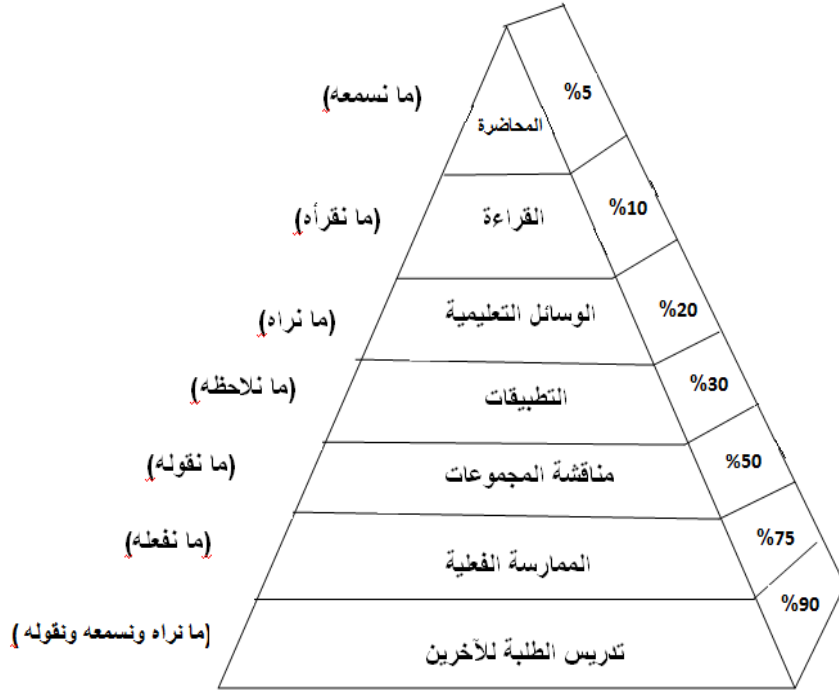 (ما نسمعه)
المحاضرة
%5
(ما نقرأه)
القراءة
%10
(ما نراه)
الوسائل التعليمية
%20
(ما نلاحظه)
التطبيقات
%30
(ما نقوله)
مناقشة المجموعات
%50
(ما نفعله)
الممارسة الفعلية
%75
(ما نراه ونسمعه ونقوله )
تدريس الطلبة للآخرين
%90